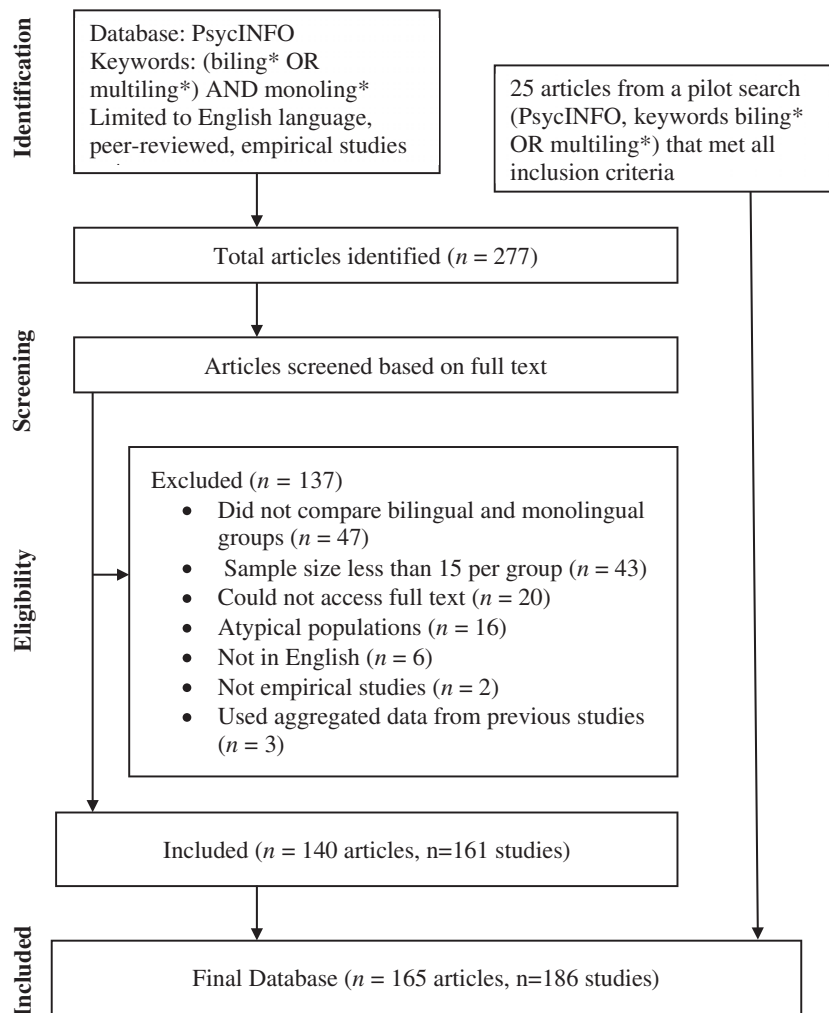 Identification
Database: PsycINFO
Keywords: (biling* OR
multiling*) AND monoling*
Limited to English language,
peer-reviewed, empirical studies
25 articles from a pilot search
(PsycINFO, keywords biling*
OR multiling*) that met all
inclusion criteria
Total articles identified (n = 277)
Screening
Articles screened based on full text
Eligibility
Excluded (n = 137)
• Did not compare bilingual and monolingual
groups (n = 47)
• Sample size less than 15 per group (n = 43)
• Could not access full text (n = 20)
• Atypical populations (n = 16)
• Not in English (n = 6)
• Not empirical studies (n = 2)
• Used aggregated data from previous studies
(n = 3)
Included (n = 140 articles, n=161 studies)
Included
Final Database (n = 165 articles, n=186 studies)